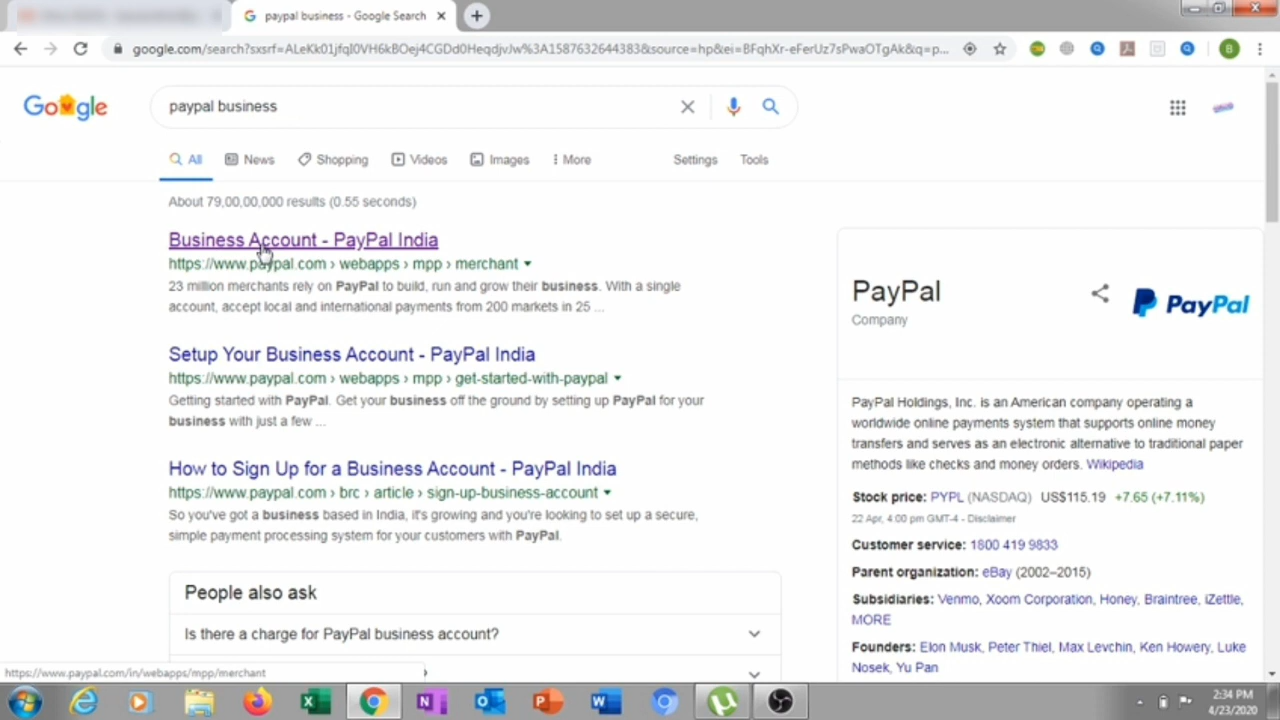 paypal business - Google Search
google.com/search?sxsrf=ALeKk01jfqI0VH6kBOej4CGDd0HeqdjvJw%3A1587632644383&source=hp&ei=BFqhXr-eFerUz7sPwaOTgAk&q=p...
B
Google
paypal business
All
News
Shopping
Videos
Images
More
Settings
Tools
About 79,00,00,000 results (0.55 seconds)
Business Account - PayPal India
https://www.paypal.com › webapps › mpp › merchant
23 million merchants rely on PayPal to build, run and grow their business. With a single
account, accept local and international payments from 200 markets in 25 ...
Setup Your Business Account - PayPal India
https://www.paypal.com › webapps › mpp › get-started-with-paypal
Getting started with PayPal. Get your business off the ground by setting up PayPal for your
business with just a few ...
How to Sign Up for a Business Account - PayPal India
https://www.paypal.com › brc › article › sign-up-business-account
So you've got a business based in India, it's growing and you're looking to set up a secure,
simple payment processing system for your customers with PayPal.
People also ask
Is there a charge for PayPal business account?
PayPal
Company
PayPal
PayPal Holdings, Inc. is an American company operating a
worldwide online payments system that supports online money
transfers and serves as an electronic alternative to traditional paper
methods like checks and money orders. Wikipedia
Stock price: PYPL (NASDAQ) US$115.19 +7.65 (+7.11%)
22 Apr, 4:00 pm GMT-4 - Disclaimer
Customer service: 1800 419 9833
Parent organization: eBay (2002–2015)
Subsidiaries: Venmo, Xoom Corporation, Honey, Braintree, iZettle,
MORE
Founders: Elon Musk, Peter Thiel, Max Levchin, Ken Howery, Luke
Nosek, Yu Pan
https://www.paypal.com/in/webapps/mpp/merchant
2:34 PM
4/23/2020